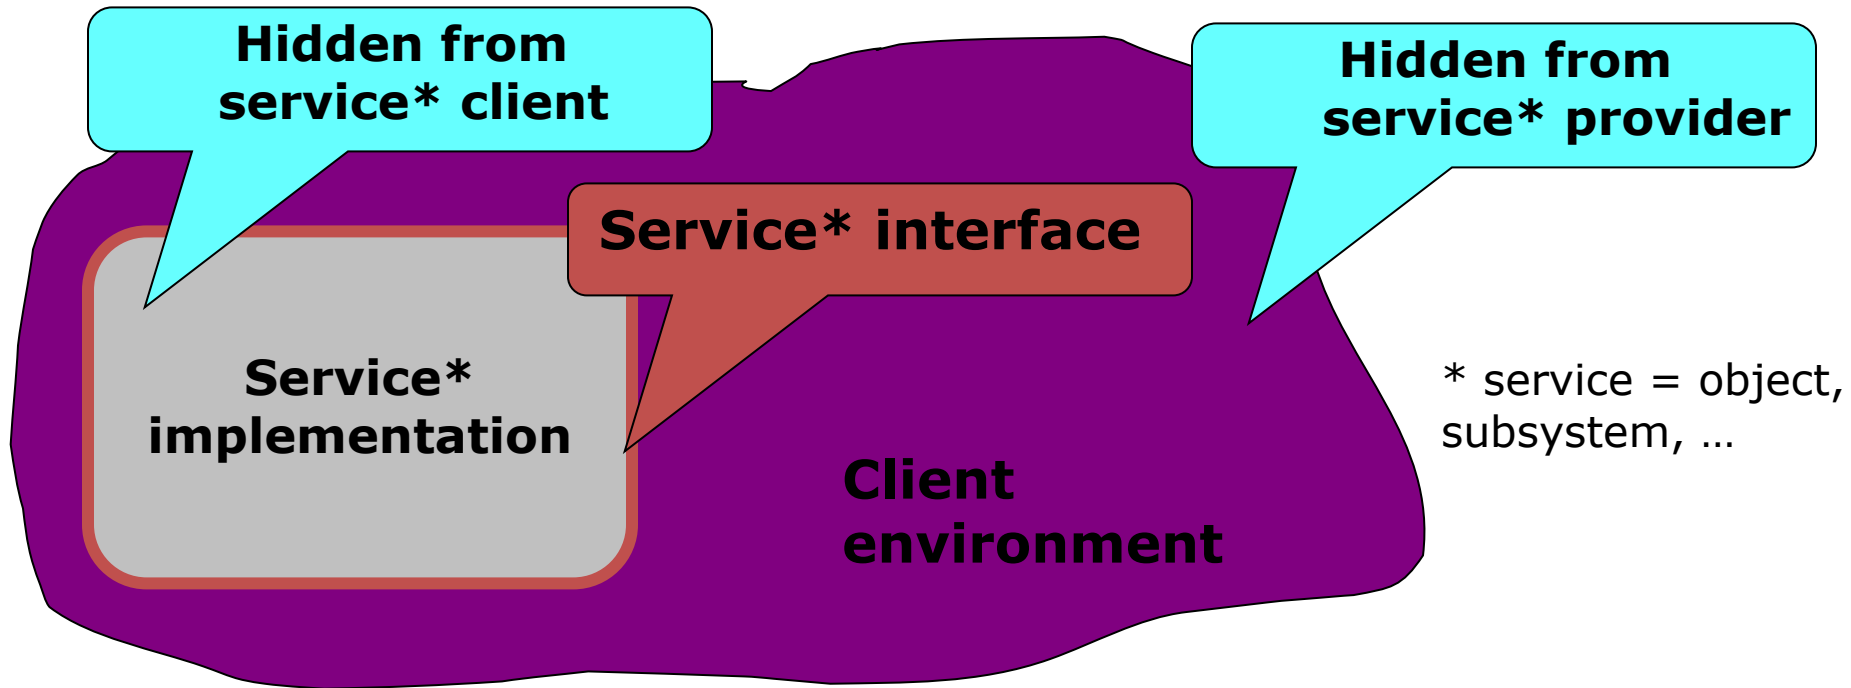 Hidden from
service* client
Hidden from
service* provider
Service* interface
Service*
implementation
Client
environment
* service = object,
subsystem, ...